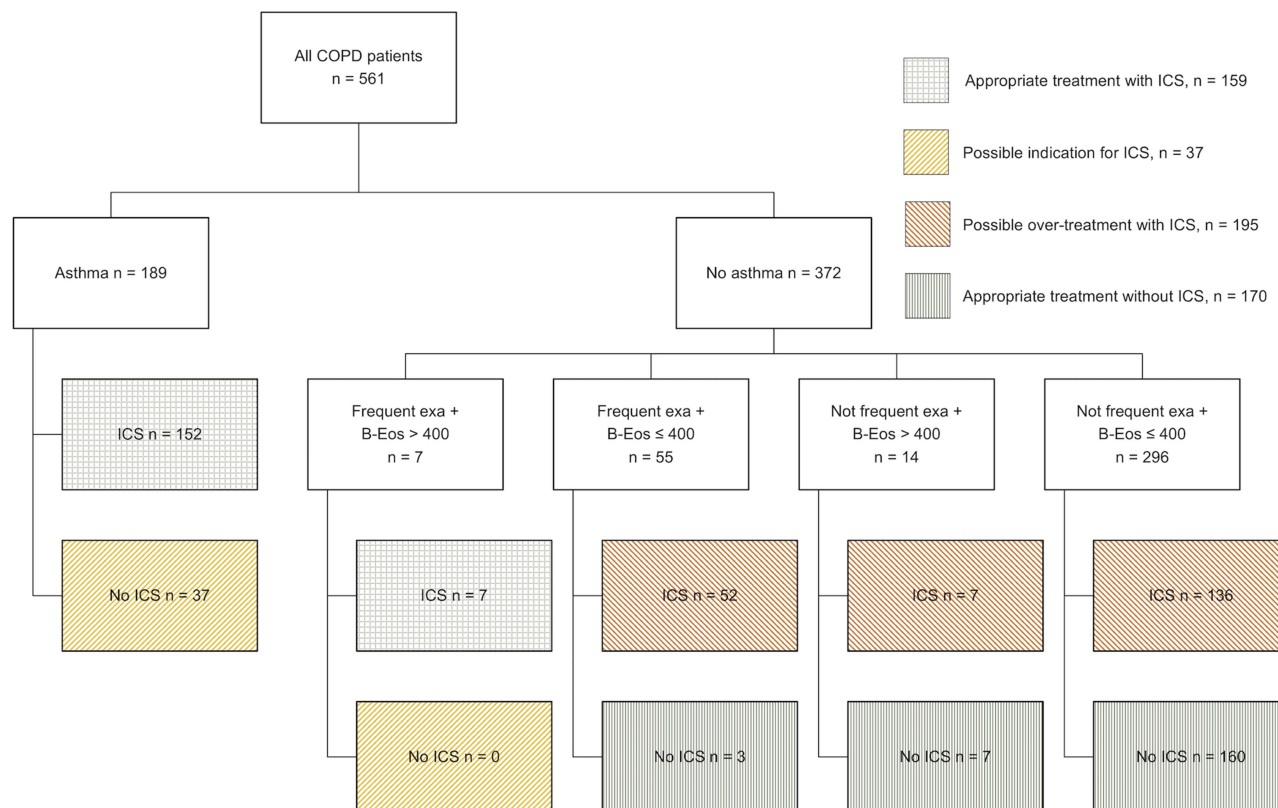 All COPD patients
n = 561
Appropriate treatment with ICS, n = 159
Possible indication for ICS, n = 37
Possible over-treatment with ICS, n = 195
Appropriate treatment without ICS, n = 170
Asthma n = 189
No asthma n = 372
ICS n = 152
No ICS n = 37
Frequent exa +
B-Eos > 400
n = 7
Frequent exa +
B-Eos ≤ 400
n = 55
Not frequent exa +
B-Eos > 400
n = 14
Not frequent exa +
B-Eos ≤ 400
n = 296
ICS n = 7
ICS n = 52
ICS n = 7
ICS n = 136
No ICS n = 0
No ICS n = 3
No ICS n = 7
No ICS n = 160